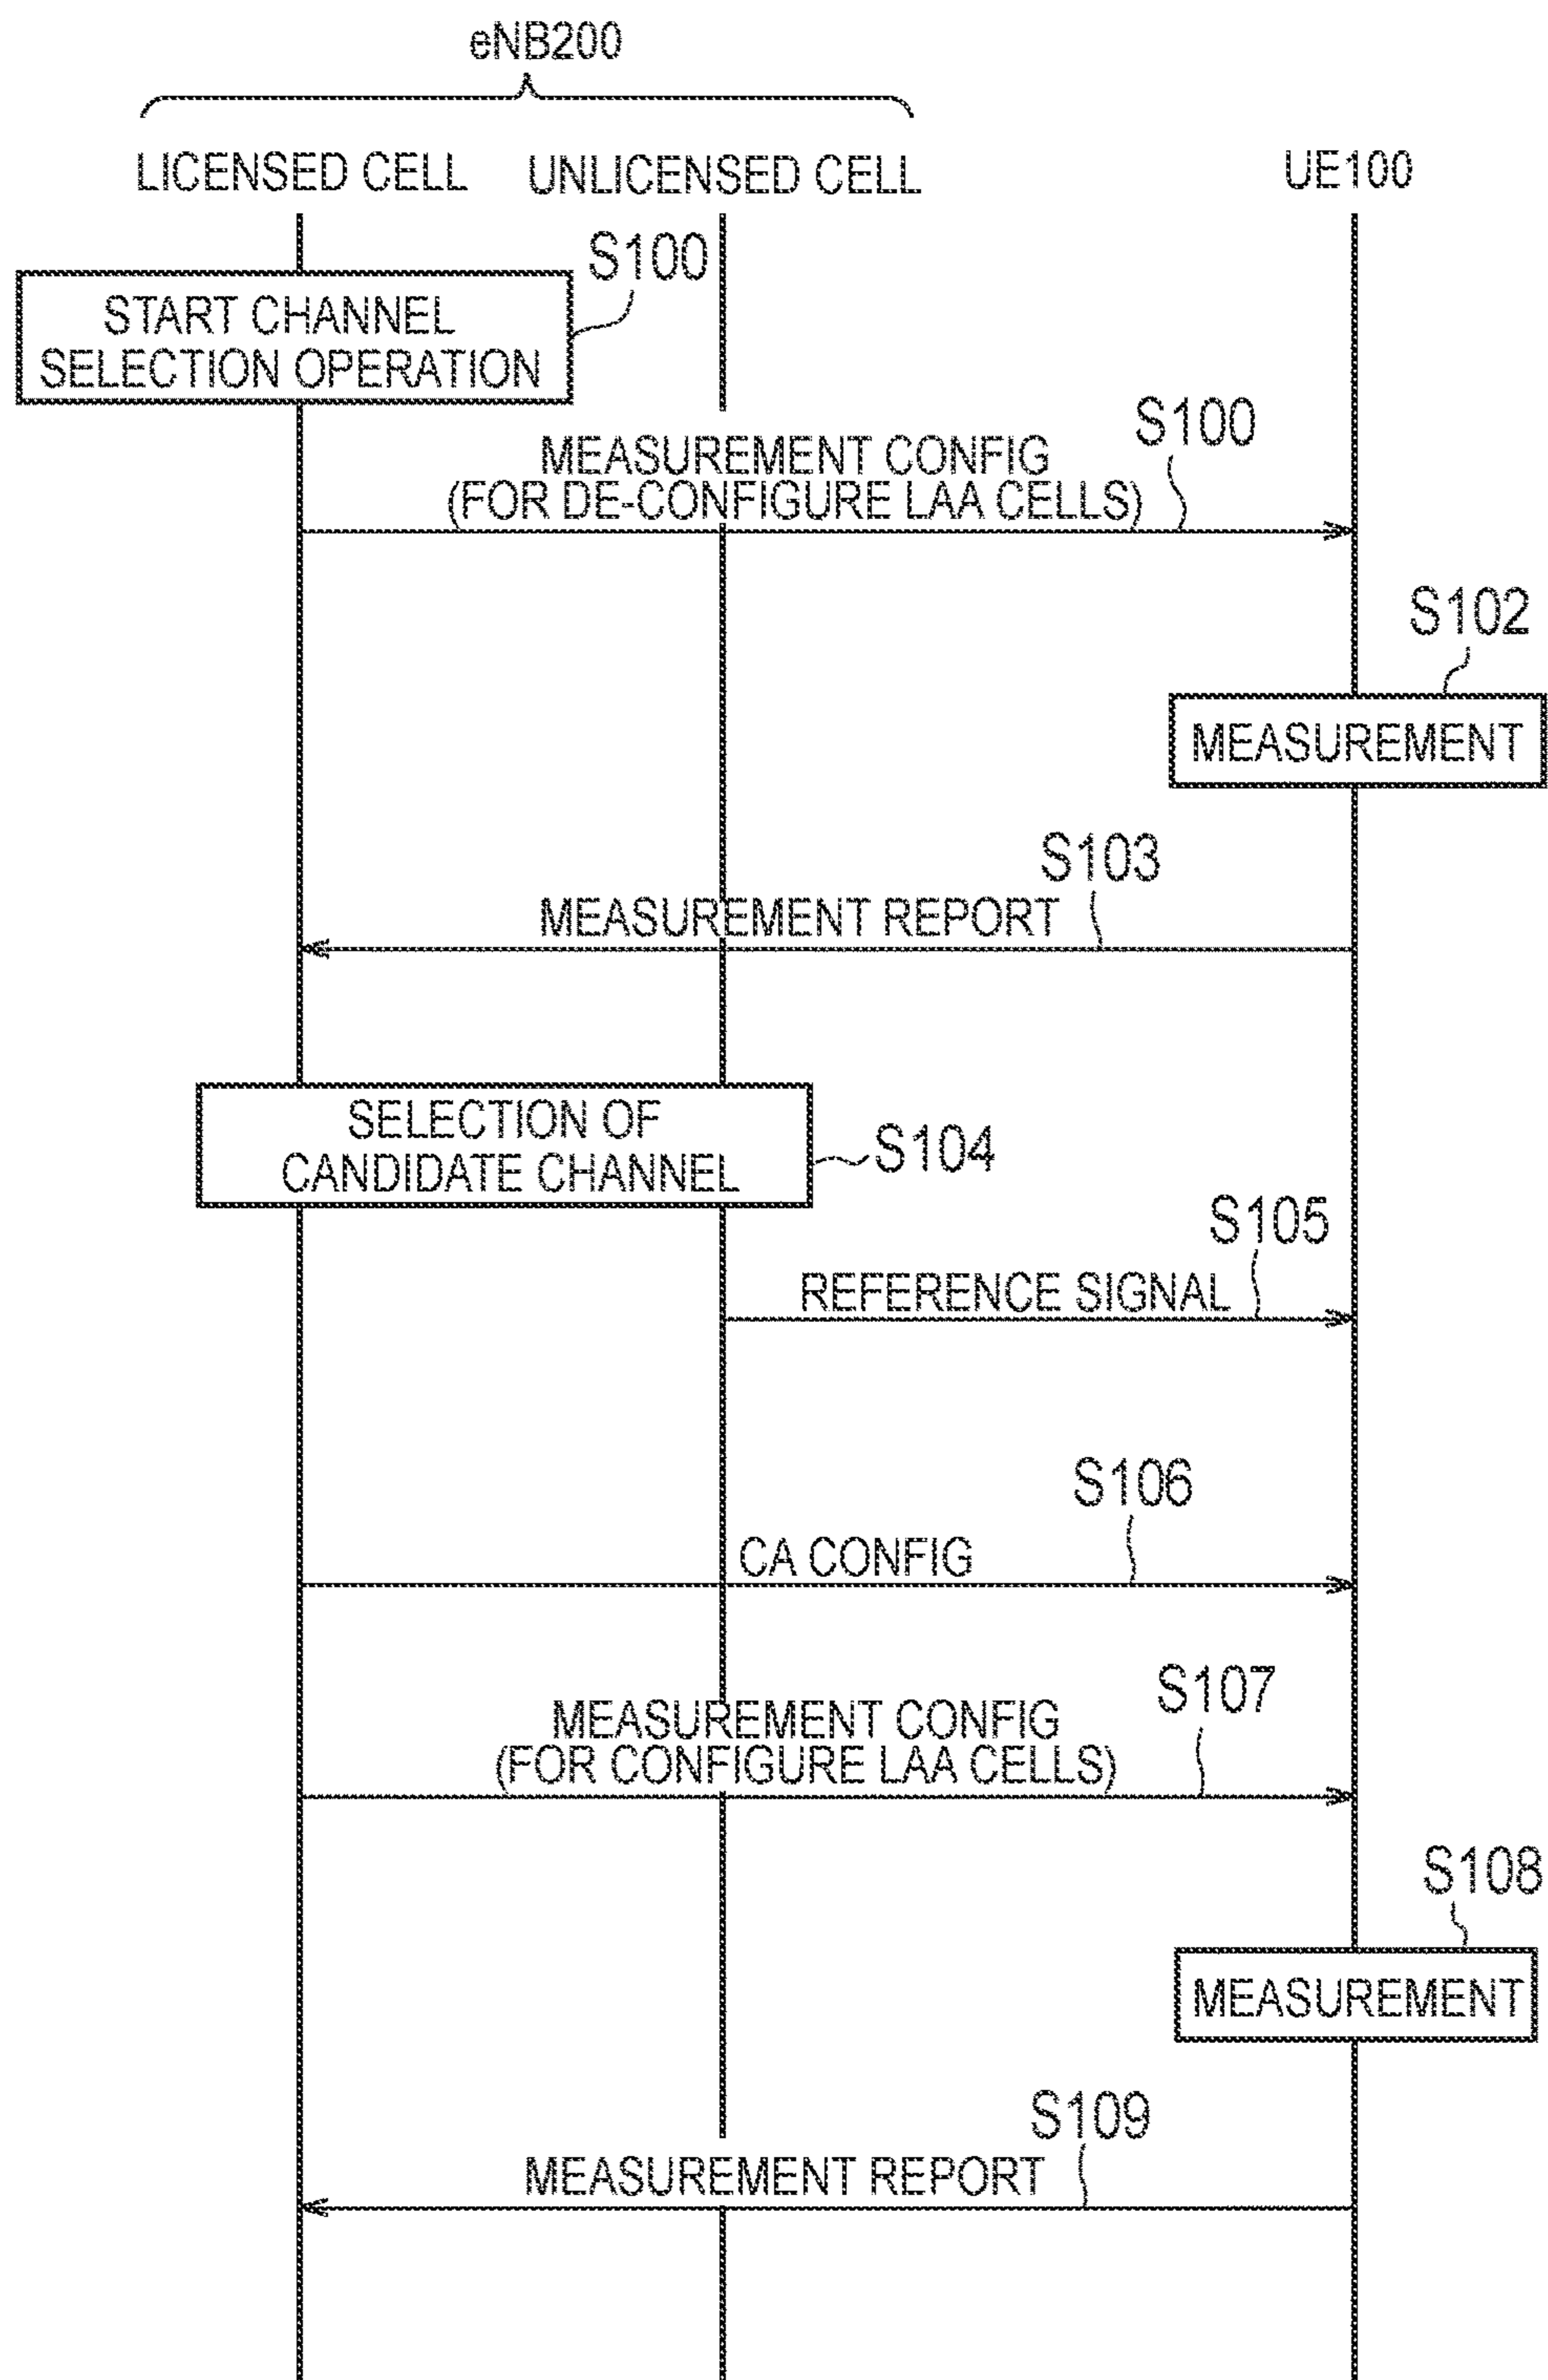 eNB200
LICENSED CELL
UNLICENSED CELL
UE100
S100
START CHANNEL
SELECTION OPERATION
S100
MEASUREMENT CONFIG
(FOR DE-CONFIGURE LAA CELLS)
S102
MEASUREMENT
S103
MEASUREMENT REPORT
SELECTION OF
CANDIDATE CHANNEL
S104
S105
REFERENCE SIGNAL
S106
CA CONFIG
S107
MEASUREMENT CONFIG
(FOR CONFIGURE LAA CELLS)
S108
MEASUREMENT
S109
MEASUREMENT REPORT